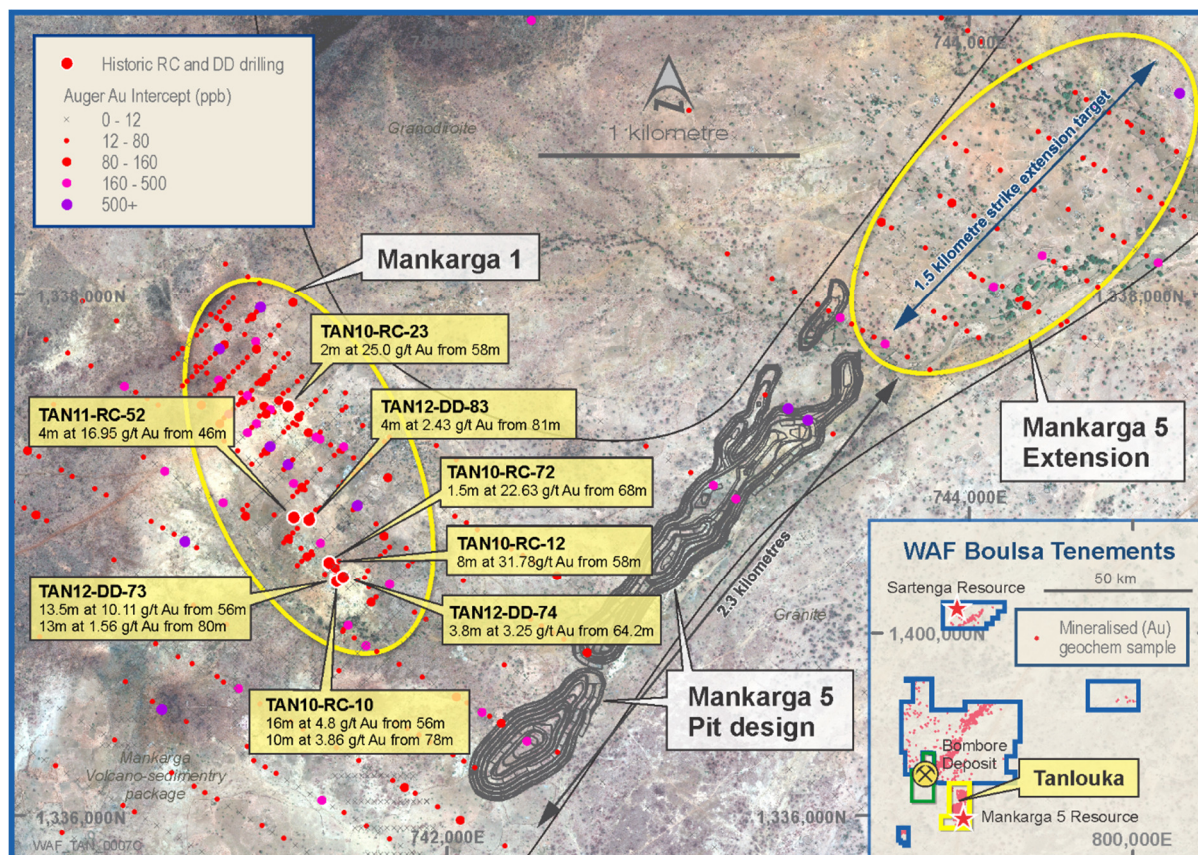 Historic RC and DD drilling
Auger Au Intercept (ppb)
0 - 12
12 - 80
80 - 160
160 - 500
500+
744,000E
Granodiroite
1 kilometre
1.5 kilometre strike extension target
Mankarga 1
1,338,000N
1,338,000N
TAN10-RC-23
2m at 25.0 g/t Au from 58m
TAN11-RC-52
4m at 16.95 g/t Au from 46m
TAN12-DD-83
4m at 2.43 g/t Au from 81m
Mankarga 5
Extension
TAN10-RC-72
1.5m at 22.63 g/t Au from 68m
744,000E
TAN10-RC-12
8m at 31.78g/t Au from 58m
2.3 kilometres
TAN12-DD-73
13.5m at 10.11 g/t Au from 56m
13m at 1.56 g/t Au from 80m
TAN12-DD-74
3.8m at 3.25 g/t Au from 64.2m
Granite
TAN10-RC-10
16m at 4.8 g/t Au from 56m
10m at 3.86 g/t Au from 78m
Mankarga 5
Pit design
Mankarga
Volcano-sedimentry
package
1,336,000N
742,000E
1,336,000N
WAF_TAN_0007C
WAF Boulsa Tenements
Sartenga Resource
50 km
1,400,000N
Mineralised (Au)
geochem sample
Bombore
Deposit
Tanlouka
Mankarga 5 Resource
800,000E